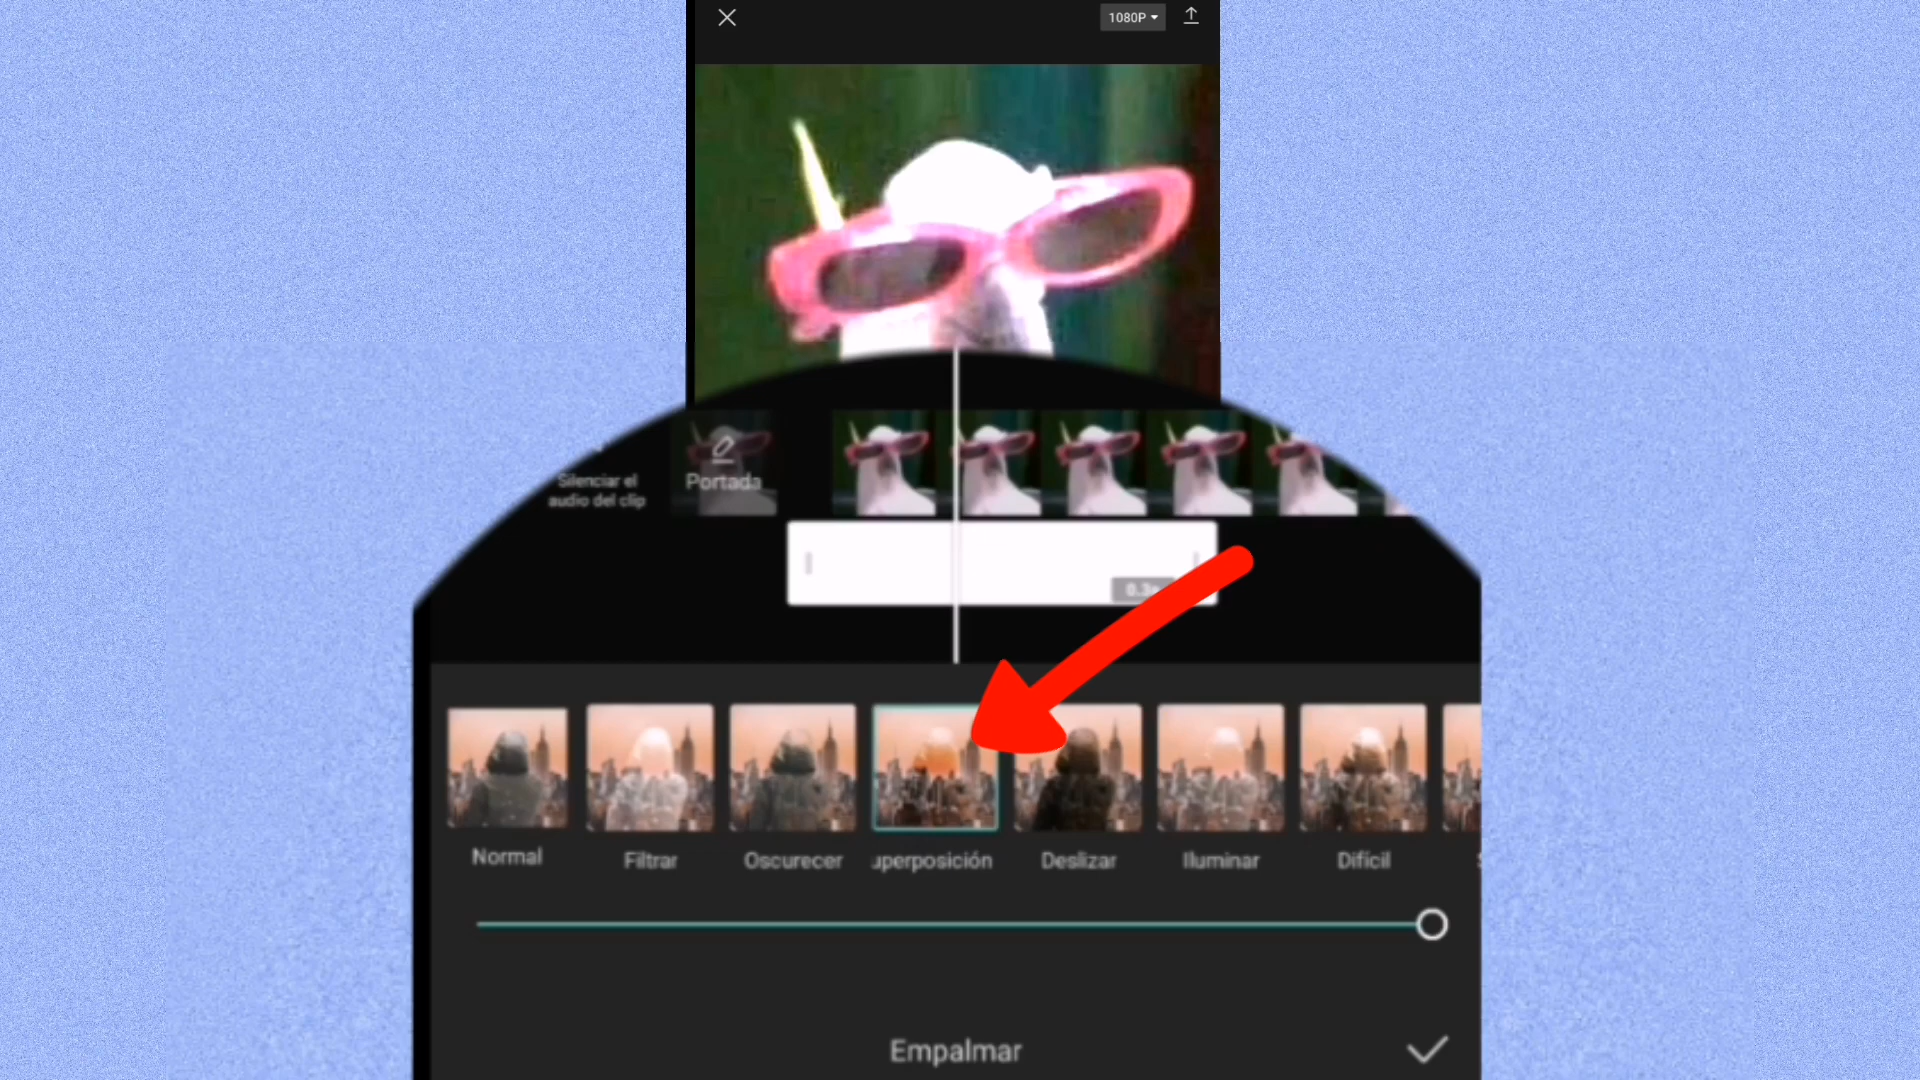 1080P
Silenciar el
audio del clip
Portada
Normal
Filtrar
Oscurecer
uperposición
Deslizar
Iluminar
Difícil
Empalmar